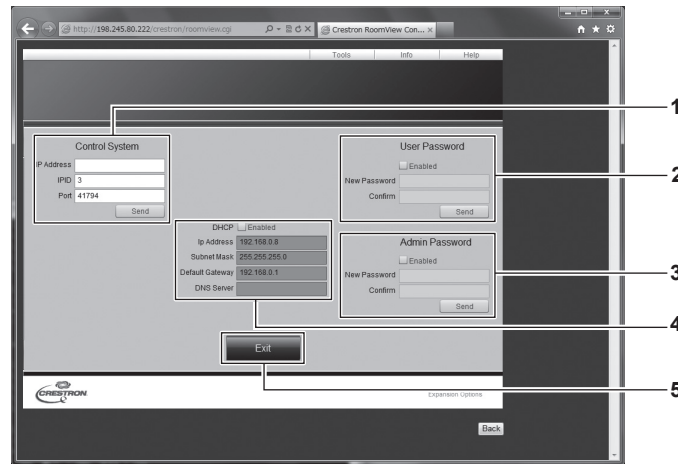 http://198.245.80.222/crestron/roomview.cgi
Crestron RoomView Con... ×
Tools Info Help
1
Control System
IP Address
IPID 3
Port 41794
Send
User Password
Enabled
New Password
Confirm
Send
2
DHCP Enabled
Ip Address 192.168.0.8
Subnet Mask 255.255.255.0
Default Gateway 192.168.0.1
DNS Server
Admin Password
Enabled
New Password
Confirm
Send
3
4
Exit
5
CRESTRON
Expansion Options
Back